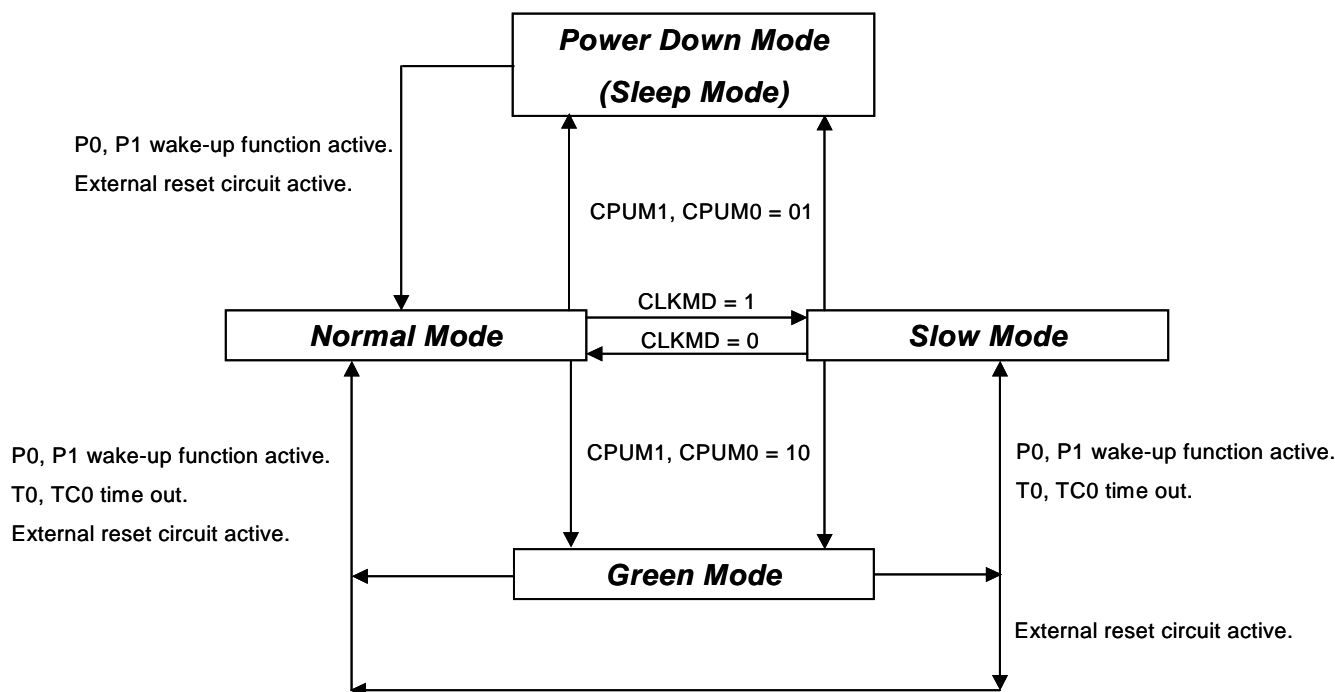 Power Down Mode
(Sleep Mode)
P0, P1 wake-up function active.
External reset circuit active.
CPUM1, CPUM0 = 01
CLKMD = 1
Normal Mode
Slow Mode
CLKMD = 0
CPUM1, CPUM0 = 10
P0, P1 wake-up function active.
T0, TC0 time out.
External reset circuit active.
P0, P1 wake-up function active.
T0, TC0 time out.
Green Mode
External reset circuit active.